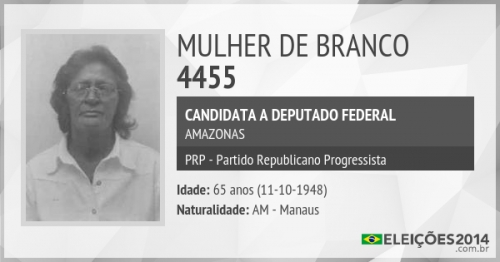 MULHER DE BRANCO
4455
CANDIDATA A DEPUTADO FEDERAL
AMAZONAS
PRP - Partido Republicano Progressista
Idade: 65 anos (11-10-1948)
Naturalidade: AM - Manaus
ELEIÇÕES2014
.com.br